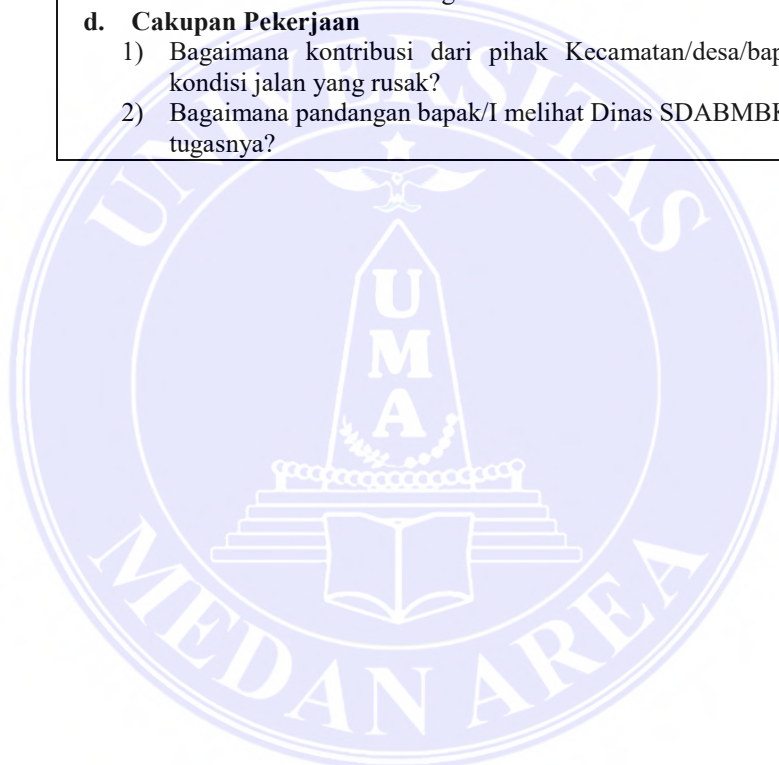 d. Cakupan Pekerjaan
1) Bagaimana kontribusi dari pihak Kecamatan/desa/bap
kondisi jalan yang rusak?
2) Bagaimana pandangan bapak/I melihat Dinas SDABMBK
tugasnya?
UNIVERSITAS
UMA
MEDAN AREA